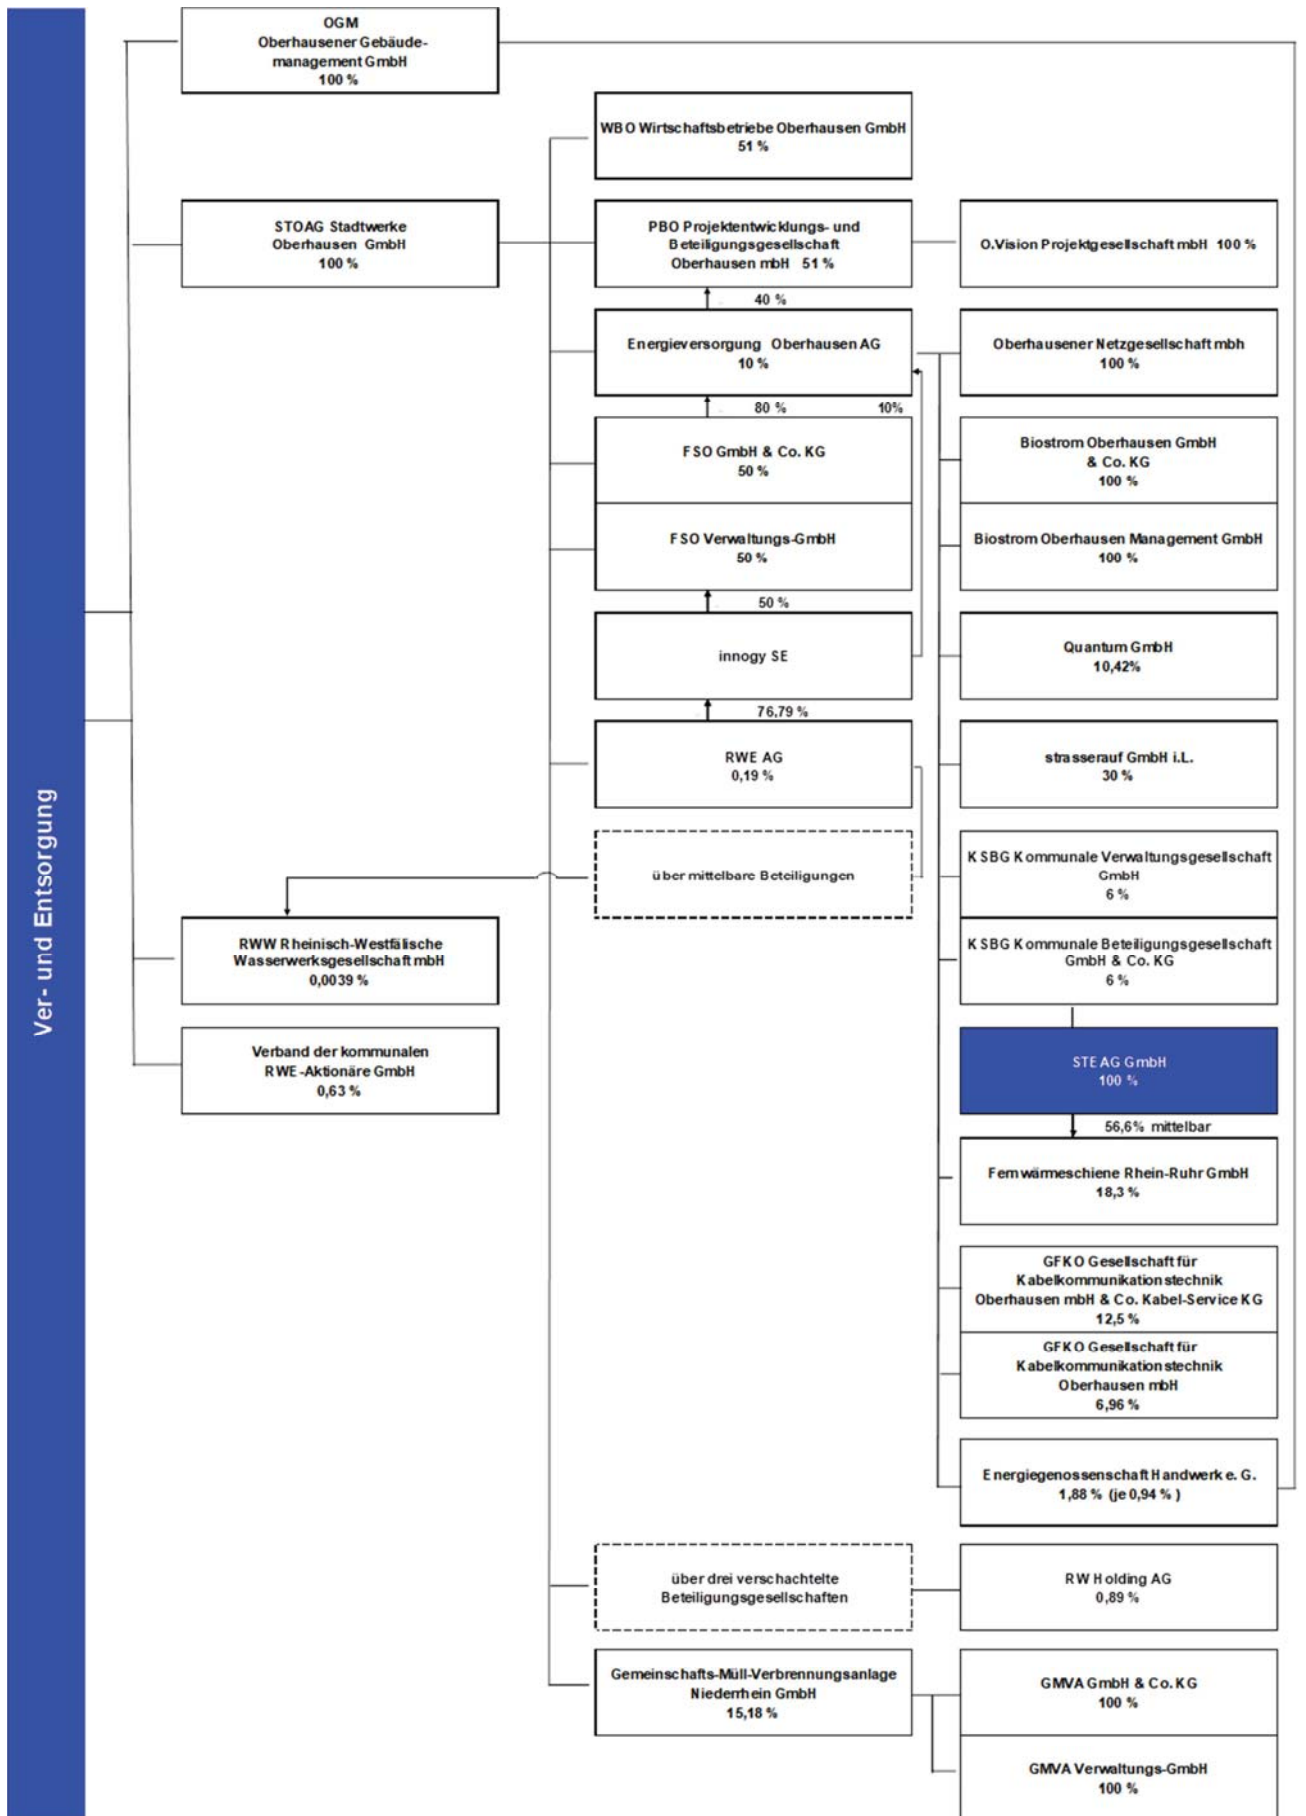 Ver- und Entsorgung
OGM
Oberhausener Gebäude-
management GmbH
100 %
STOAG Stadtwerke
Oberhausen GmbH
100 %
RWW Rheinisch-Westfälische
Wasserwerksgesellschaft mbH
0,0039 %
Verband der kommunalen
RWE-Aktionäre GmbH
0,63 %
WBO Wirtschaftsbetriebe Oberhausen GmbH
51 %
PBO Projektentwicklungs- und
Beteiligungsgesellschaft
Oberhausen mbH 51 %
40 %
Energieversorgung Oberhausen AG
10 %
80 %
10%
FSO GmbH & Co. KG
50 %
FSO Verwaltungs-GmbH
50 %
50 %
innogy SE
76,79 %
RWE AG
0,19 %
über mittelbare Beteiligungen
über drei verschachtelte
Beteiligungsgesellschaften
Gemeinschafts-Müll-Verbrennungsanlage
Niederrhein GmbH
15,18 %
O.Vision Projektgesellschaft mbH 100 %
Oberhausener Netzgesellschaft mbh
100 %
Biostrom Oberhausen GmbH
& Co. KG
100 %
Biostrom Oberhausen Management GmbH
100 %
Quantum GmbH
10,42%
strasserauf GmbH i.L.
30 %
KSBG Kommunale Verwaltungsgesellschaft
GmbH
6 %
KSBG Kommunale Beteiligungsgesellschaft
GmbH & Co. KG
6 %
STEAG GmbH
100 %
56,6% mittelbar
Fernwärmeschiene Rhein-Ruhr GmbH
18,3 %
GFKO Gesellschaft für
Kabelkommunikationstechnik
Oberhausen mbH & Co. Kabel-Service KG
12,5 %
GFKO Gesellschaft für
Kabelkommunikationstechnik
Oberhausen mbH
6,96 %
Energiegenossenschaft Handwerk e. G.
1,88 % (je 0,94 % )
RW Holding AG
0,89 %
GMVA GmbH & Co. KG
100 %
GMVA Verwaltungs-GmbH
100 %